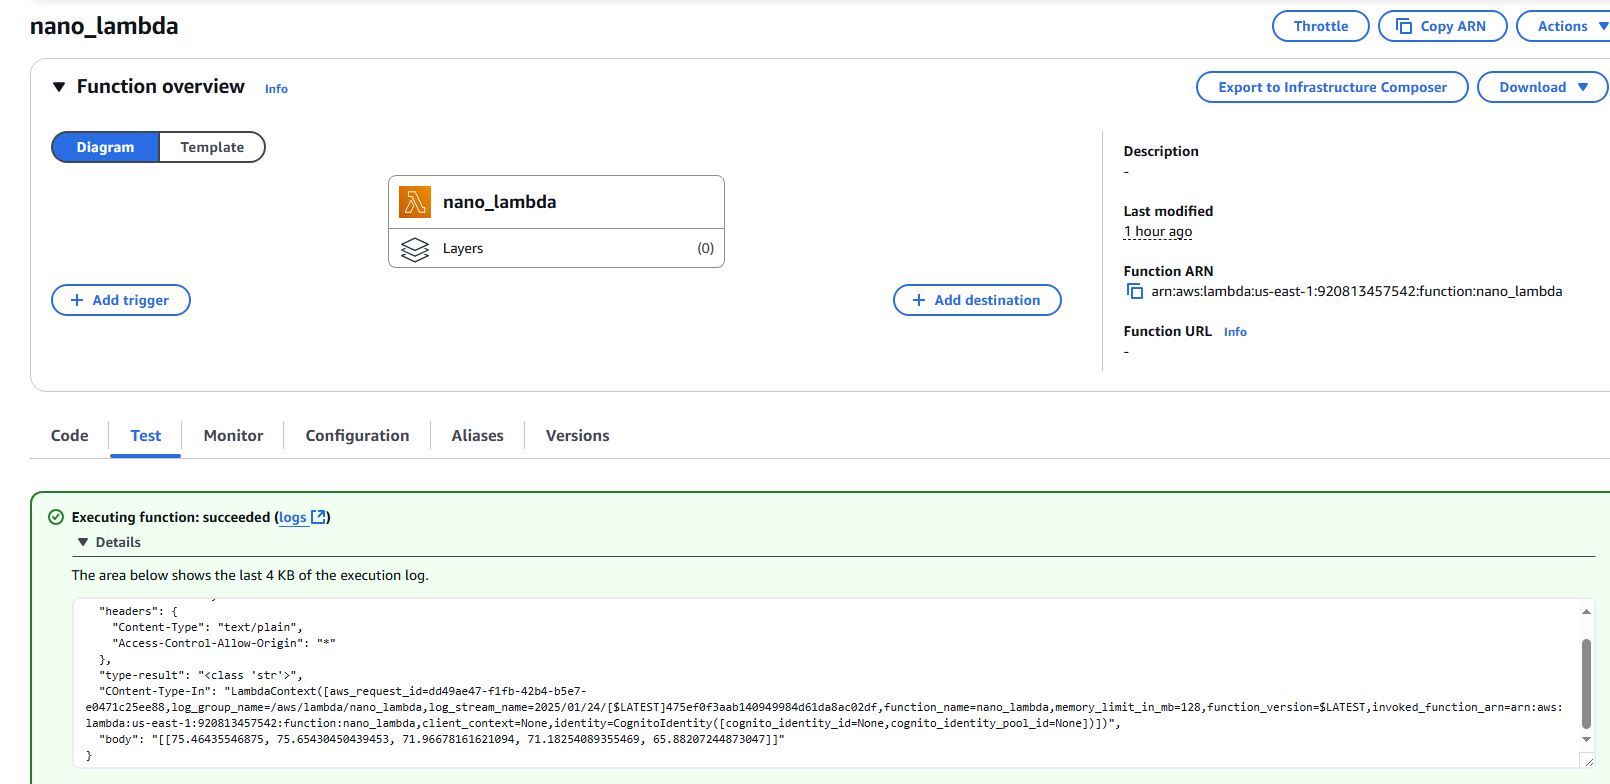 nano_lambda
Throttle
Copy ARN
Actions
Function overview
Info
Export to Infrastructure Composer
Download
Diagram
Template
nano_lambda
Layers
(0)
Add trigger
Add destination
Description
-
Last modified
1 hour ago
Function ARN
arn:aws:lambda:us-east-1:920813457542:function:nano_lambda
Function URL
Info
-
Code
Test
Monitor
Configuration
Aliases
Versions
Executing function: succeeded (logs)
Details
The area below shows the last 4 KB of the execution log.
"headers": {
"Content-Type": "text/plain",
"Access-Control-Allow-Origin": "*"
},
"type-result": "<class 'str'>",
"COntent-Type-In": "LambdaContext([aws_request_id=dd49ae47-f1fb-42b4-b5e7-
e0471c25ee88,log_group_name=/aws/lambda/nano_lambda,log_stream_name=2025/01/24/[$LATEST]475ef0f3aab140949984d61da8ac02df,function_name=nano_lambda,memory_limit_in_mb=128,function_version=$LATEST,invoked_function_arn=arn:aws:
lambda:us-east-1:920813457542:function:nano_lambda,client_context=None,identity=CognitoIdentity([cognito_identity_id=None,cognito_identity_pool_id=None])])",
"body": "[[75.46435546875, 75.65430450439453, 71.96678161621094, 71.18254089355469, 65.88207244873047]]"
}